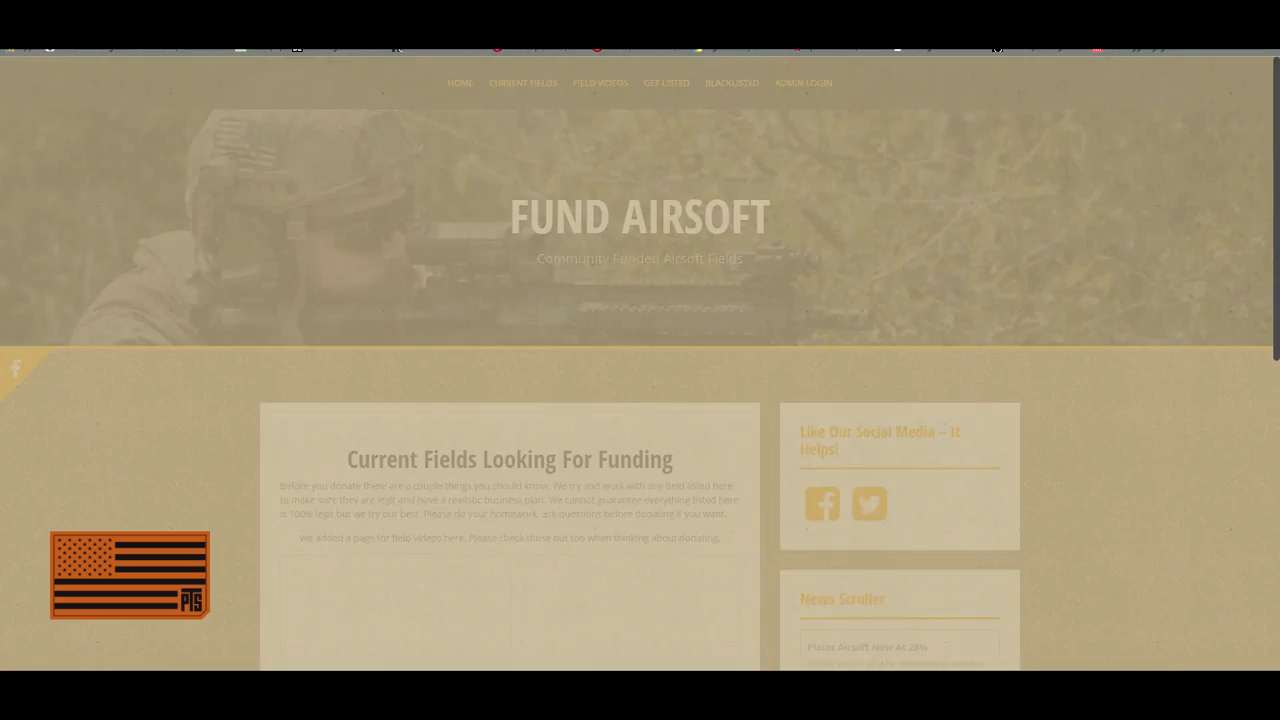 HOME CURRENT FIELDS FIELD VIDEOS GET LISTED BLACKLISTED ADMIN LOGIN
FUND AIRSOFT
Community Funded Airsoft Fields
Current Fields Looking For Funding
Before you donate there are a couple things you should know. We try and work with any field listed here
to make sure they are legit and have a realistic business plan. We cannot guarantee everything listed here
is 100% legit but we try our best. Please do your homework, ask questions before donating if you want.
We added a page for field videos here. Please check those out too when thinking about donating.
Like Our Social Media – It
Helps!
News Scroller
Plains Airsoft Now At 28%
PTS